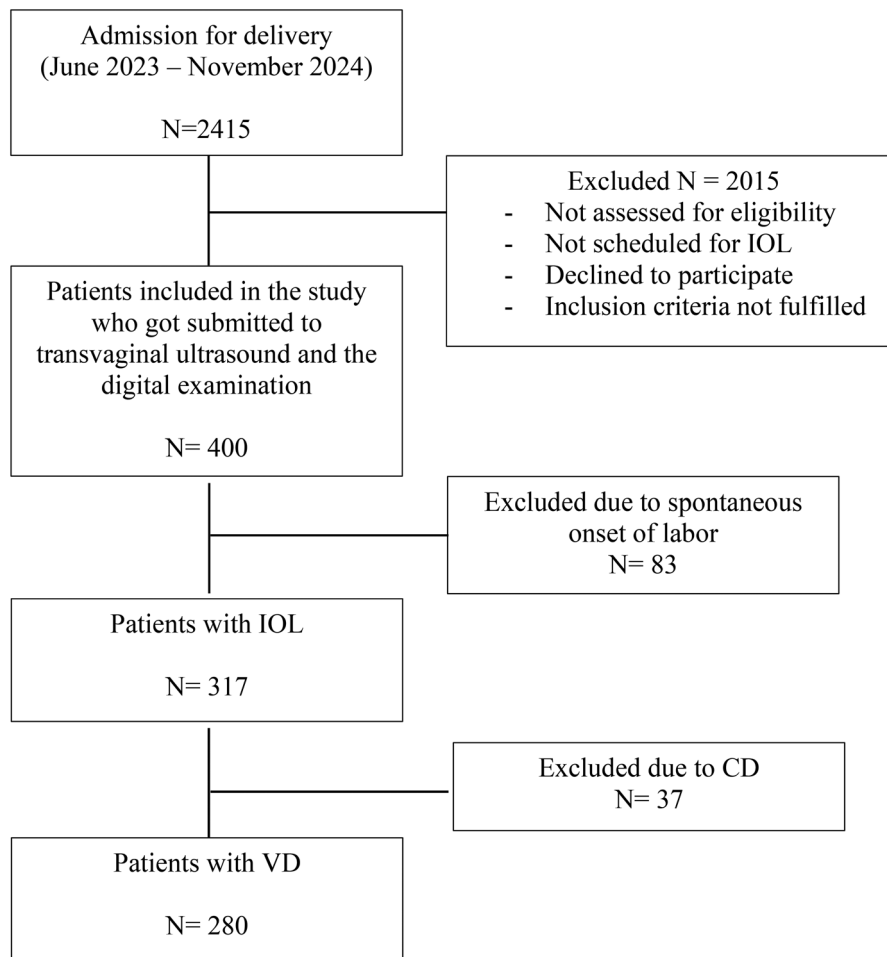 Admission for delivery
(June 2023 – November 2024)
N=2415
Excluded N = 2015
- Not assessed for eligibility
- Not scheduled for IOL
- Declined to participate
- Inclusion criteria not fulfilled
Patients included in the study
who got submitted to
transvaginal ultrasound and the
digital examination
N= 400
Excluded due to spontaneous
onset of labor
N= 83
Patients with IOL
N= 317
Excluded due to CD
N= 37
Patients with VD
N= 280